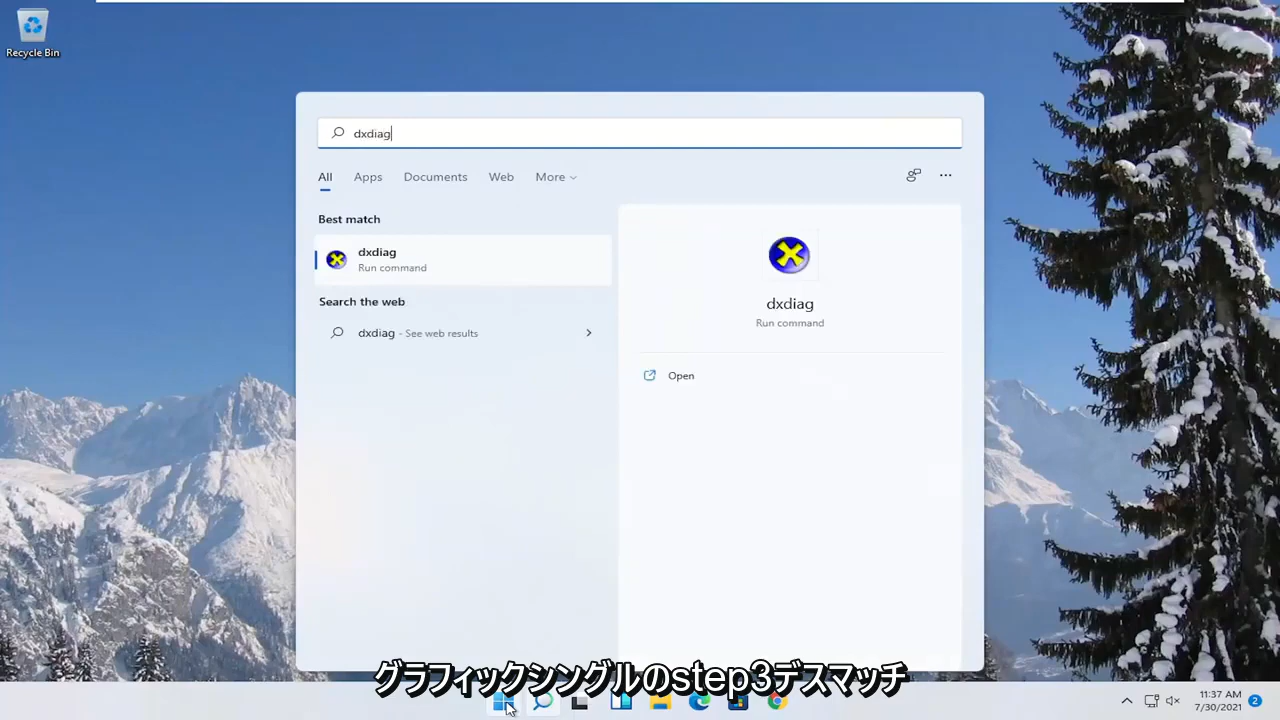 Recycle Bin
dxdiag
All Apps Documents Web More
Best match
dxdiag
Run command
Search the web
dxdiag - See web results
dxdiag
Run command
Open
グラフィックシングルのstep3デスマッチ
11:37 AM
7/30/2021
2